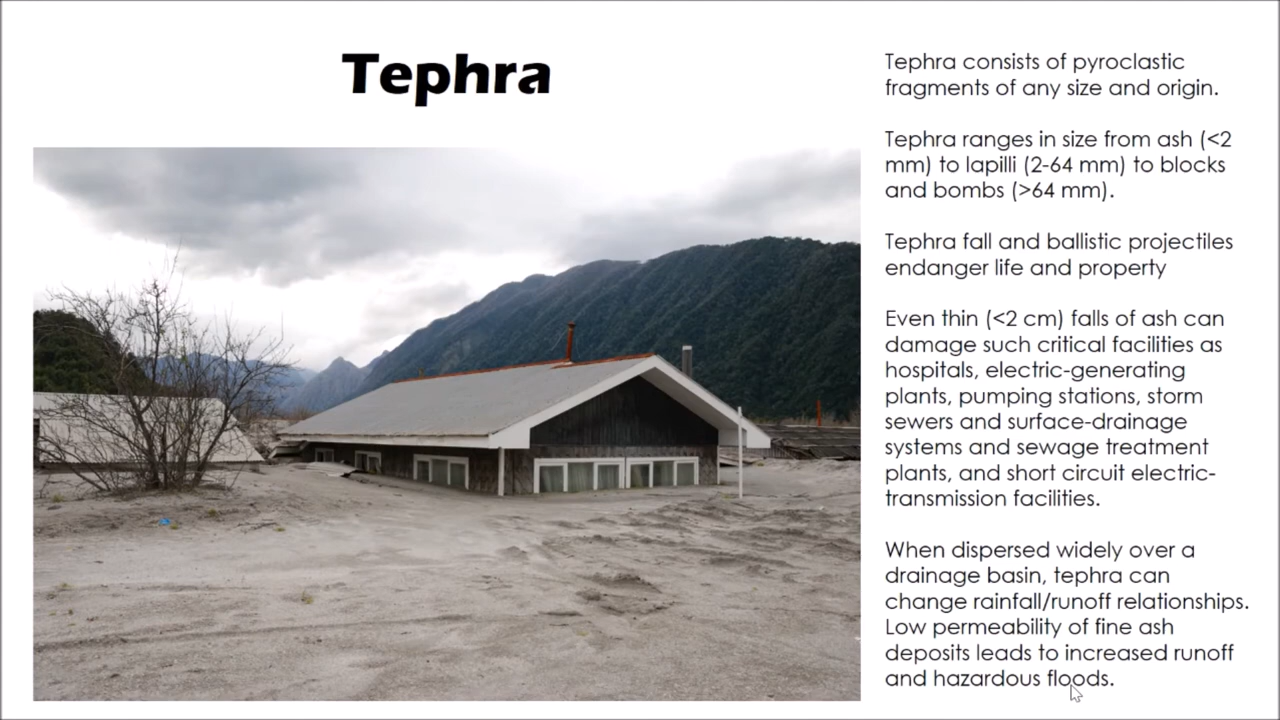 Tephra
Tephra consists of pyroclastic
fragments of any size and origin.
Tephra ranges in size from ash (<2
mm) to lapilli (2-64 mm) to blocks
and bombs (>64 mm).
Tephra fall and ballistic projectiles
endanger life and property
Even thin (<2 cm) falls of ash can
damage such critical facilities as
hospitals, electric-generating
plants, pumping stations, storm
sewers and surface-drainage
systems and sewage treatment
plants, and short circuit electric-
transmission facilities.
When dispersed widely over a
drainage basin, tephra can
change rainfall/runoff relationships.
Low permeability of fine ash
deposits leads to increased runoff
and hazardous floods.